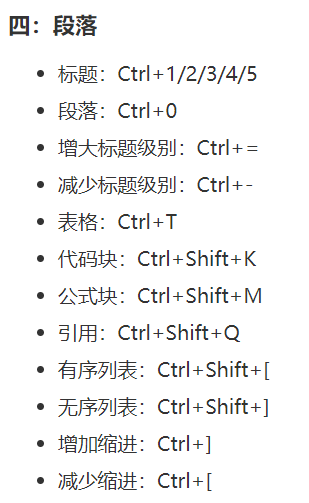 四：段落
标题：Ctrl+1/2/3/4/5
段落：Ctrl+0
增大标题级别：Ctrl+=
减少标题级别：Ctrl+-
表格：Ctrl+T
代码块：Ctrl+Shift+K
公式块：Ctrl+Shift+M
引用：Ctrl+Shift+Q
有序列表：Ctrl+Shift+[
无序列表：Ctrl+Shift+]
增加缩进：Ctrl+]
减少缩进：Ctrl+[